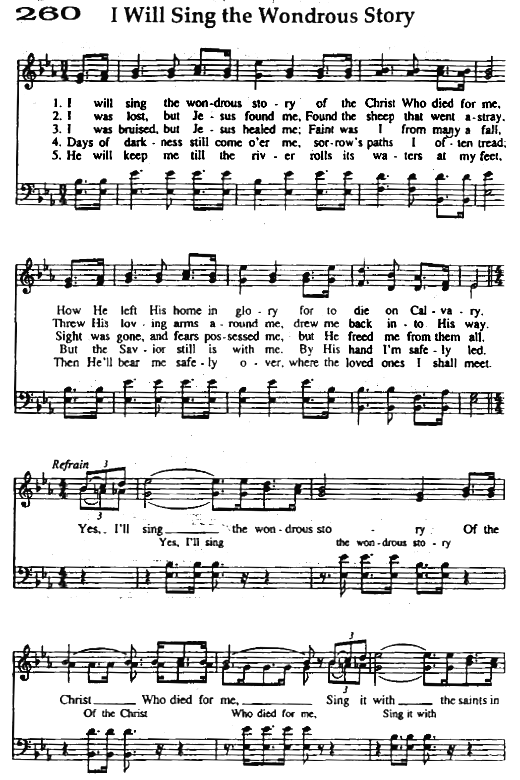 260 I Will Sing the Wondrous Story
1. I will sing the won-drous sto - ry of the Christ Who died for me,
2. I was lost, but Je - sus found me, Found the sheep that went a-stray,
3. I was bruised, but Je - sus healed me; Faint was I from many a fall,
4. Days of dark - ness still come o'er me, sor-row's paths I of - ten tread;
5. He will keep me till the riv - er rolls its wa - ters at my feet,
How He left His home in glo - ry for to die on Cal - va - ry.
Threw His lov - ing arms a - round me, drew me back in - to His way.
Sight was gone, and fears pos - sessed me, but He freed me from them all.
But the Sav - ior still is with me. By His hand I'm safe - ly led.
Then He'll bear me safe - ly o - ver, where the loved ones I shall meet.
Refrain
3
3
Yes, I'll sing the won - drous sto - ry Of the
Yes, I'll sing the won-drous sto - ry
3
Christ Who died for me, Sing it with the saints in
3
Of the Christ Who died for me, Sing it with